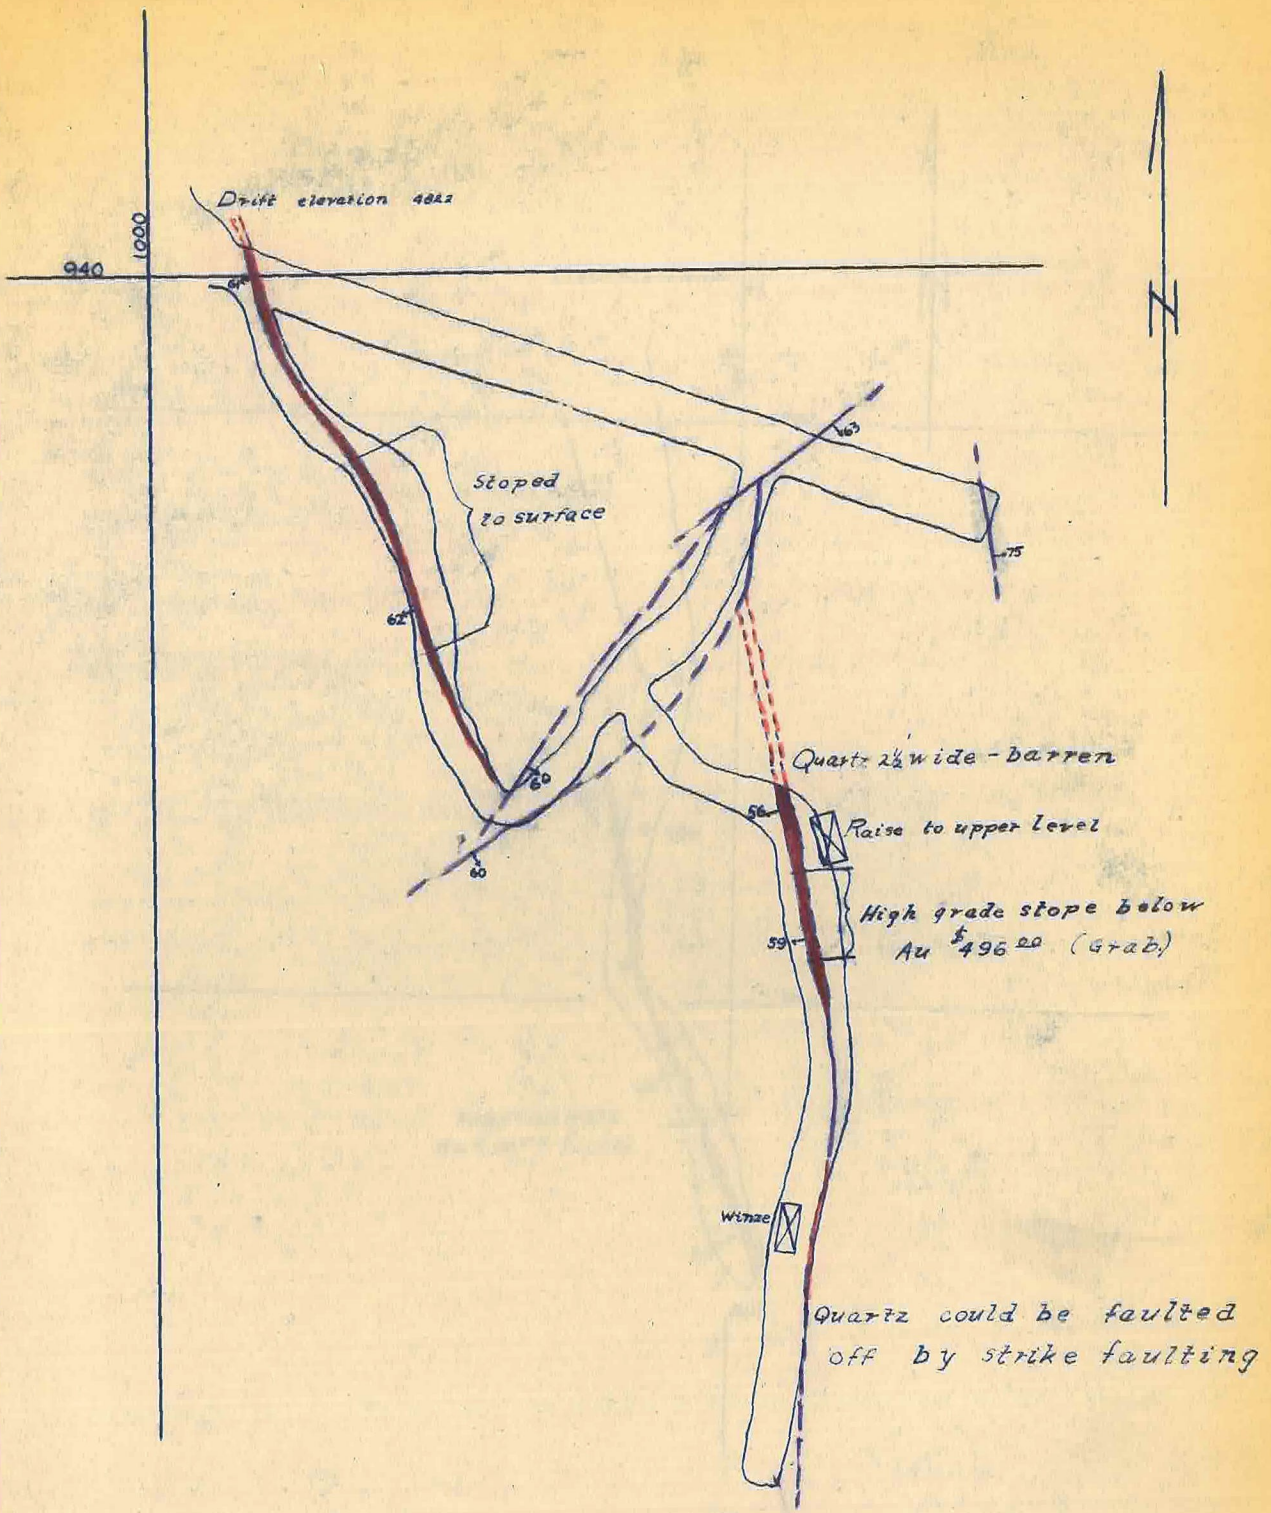 Drift elevation 4822
1000
940
N
63
Stoped
to surface
75
62
60
Quartz 2½' wide - barren
56
Raise to upper level
60
High grade stope below
59
Au $496 00 (Grab.)
Winze
Quartz could be faulted
off by strike faulting